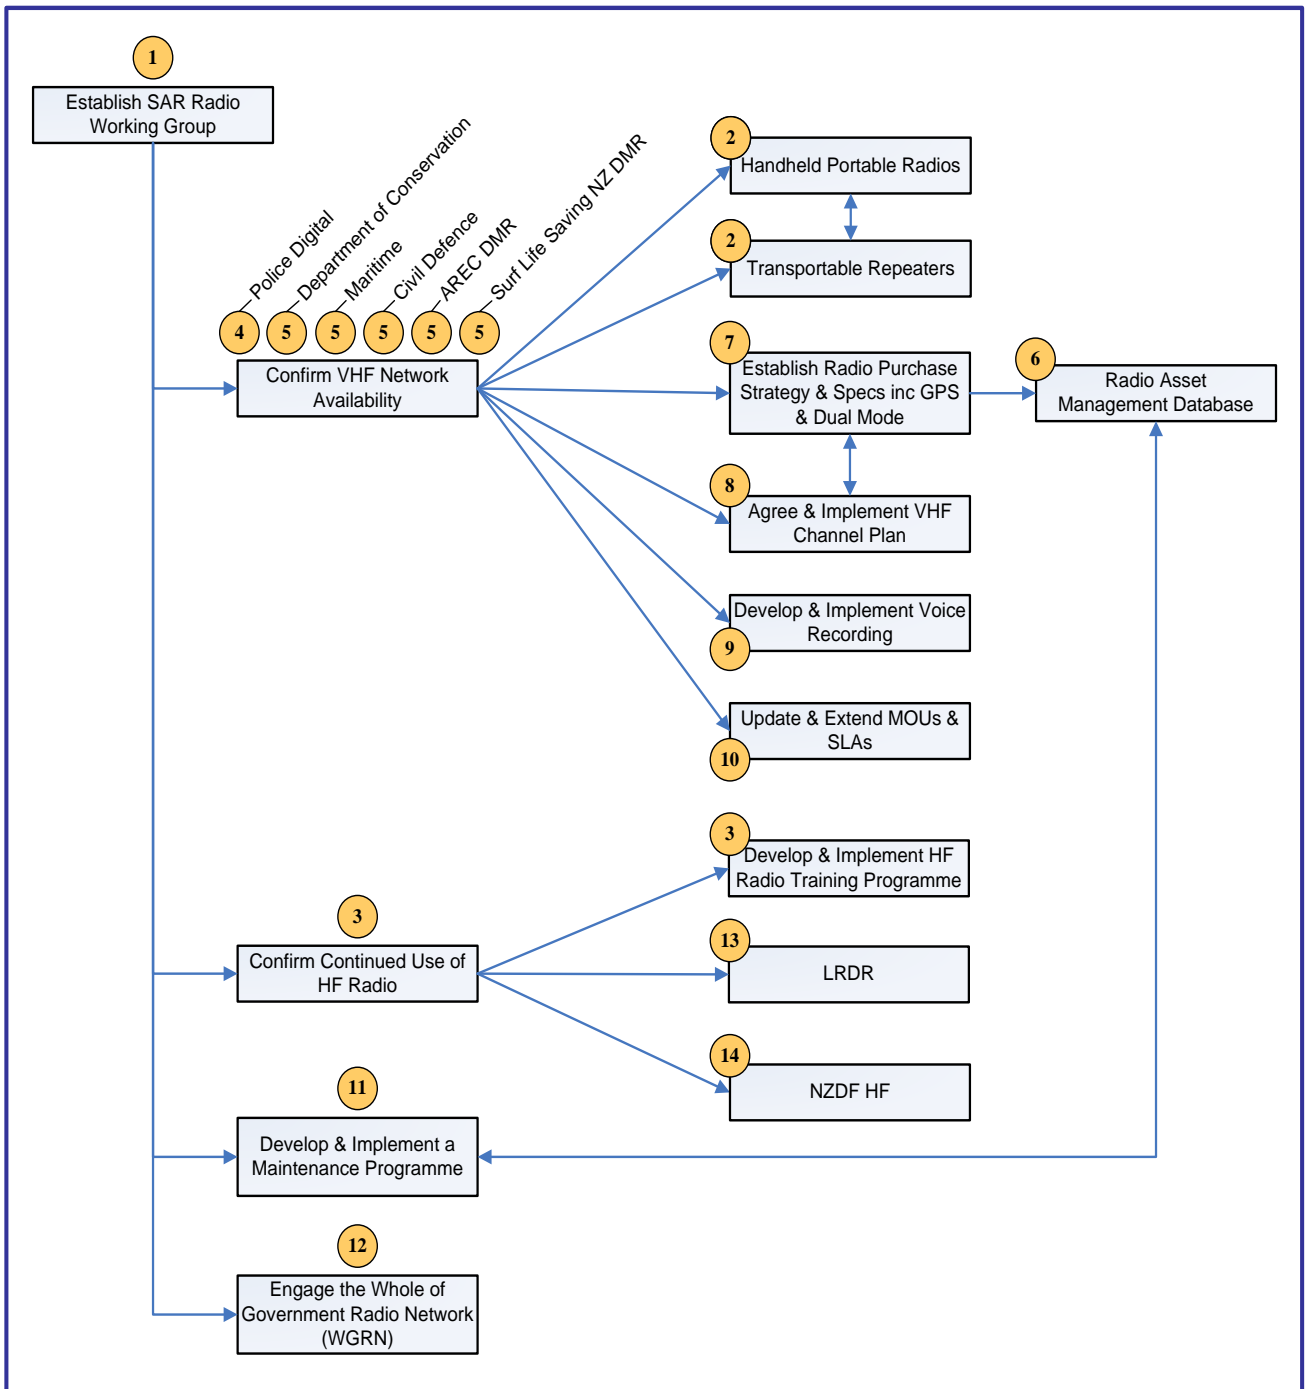 1
Establish SAR Radio
Working Group
Police Digital
Department of Conservation
Maritime
Civil Defence
AREC DMR
Surf Life Saving NZ DMR
4
5
5
5
5
5
Confirm VHF Network
Availability
2
Handheld Portable Radios
2
Transportable Repeaters
7
Establish Radio Purchase
Strategy & Specs inc GPS
& Dual Mode
6
Radio Asset
Management Database
8
Agree & Implement VHF
Channel Plan
Develop & Implement Voice
Recording
9
Update & Extend MOUs &
SLAs
10
3
Confirm Continued Use of
HF Radio
3
Develop & Implement HF
Radio Training Programme
13
LRDR
14
NZDF HF
11
Develop & Implement a
Maintenance Programme
12
Engage the Whole of
Government Radio Network
(WGRN)